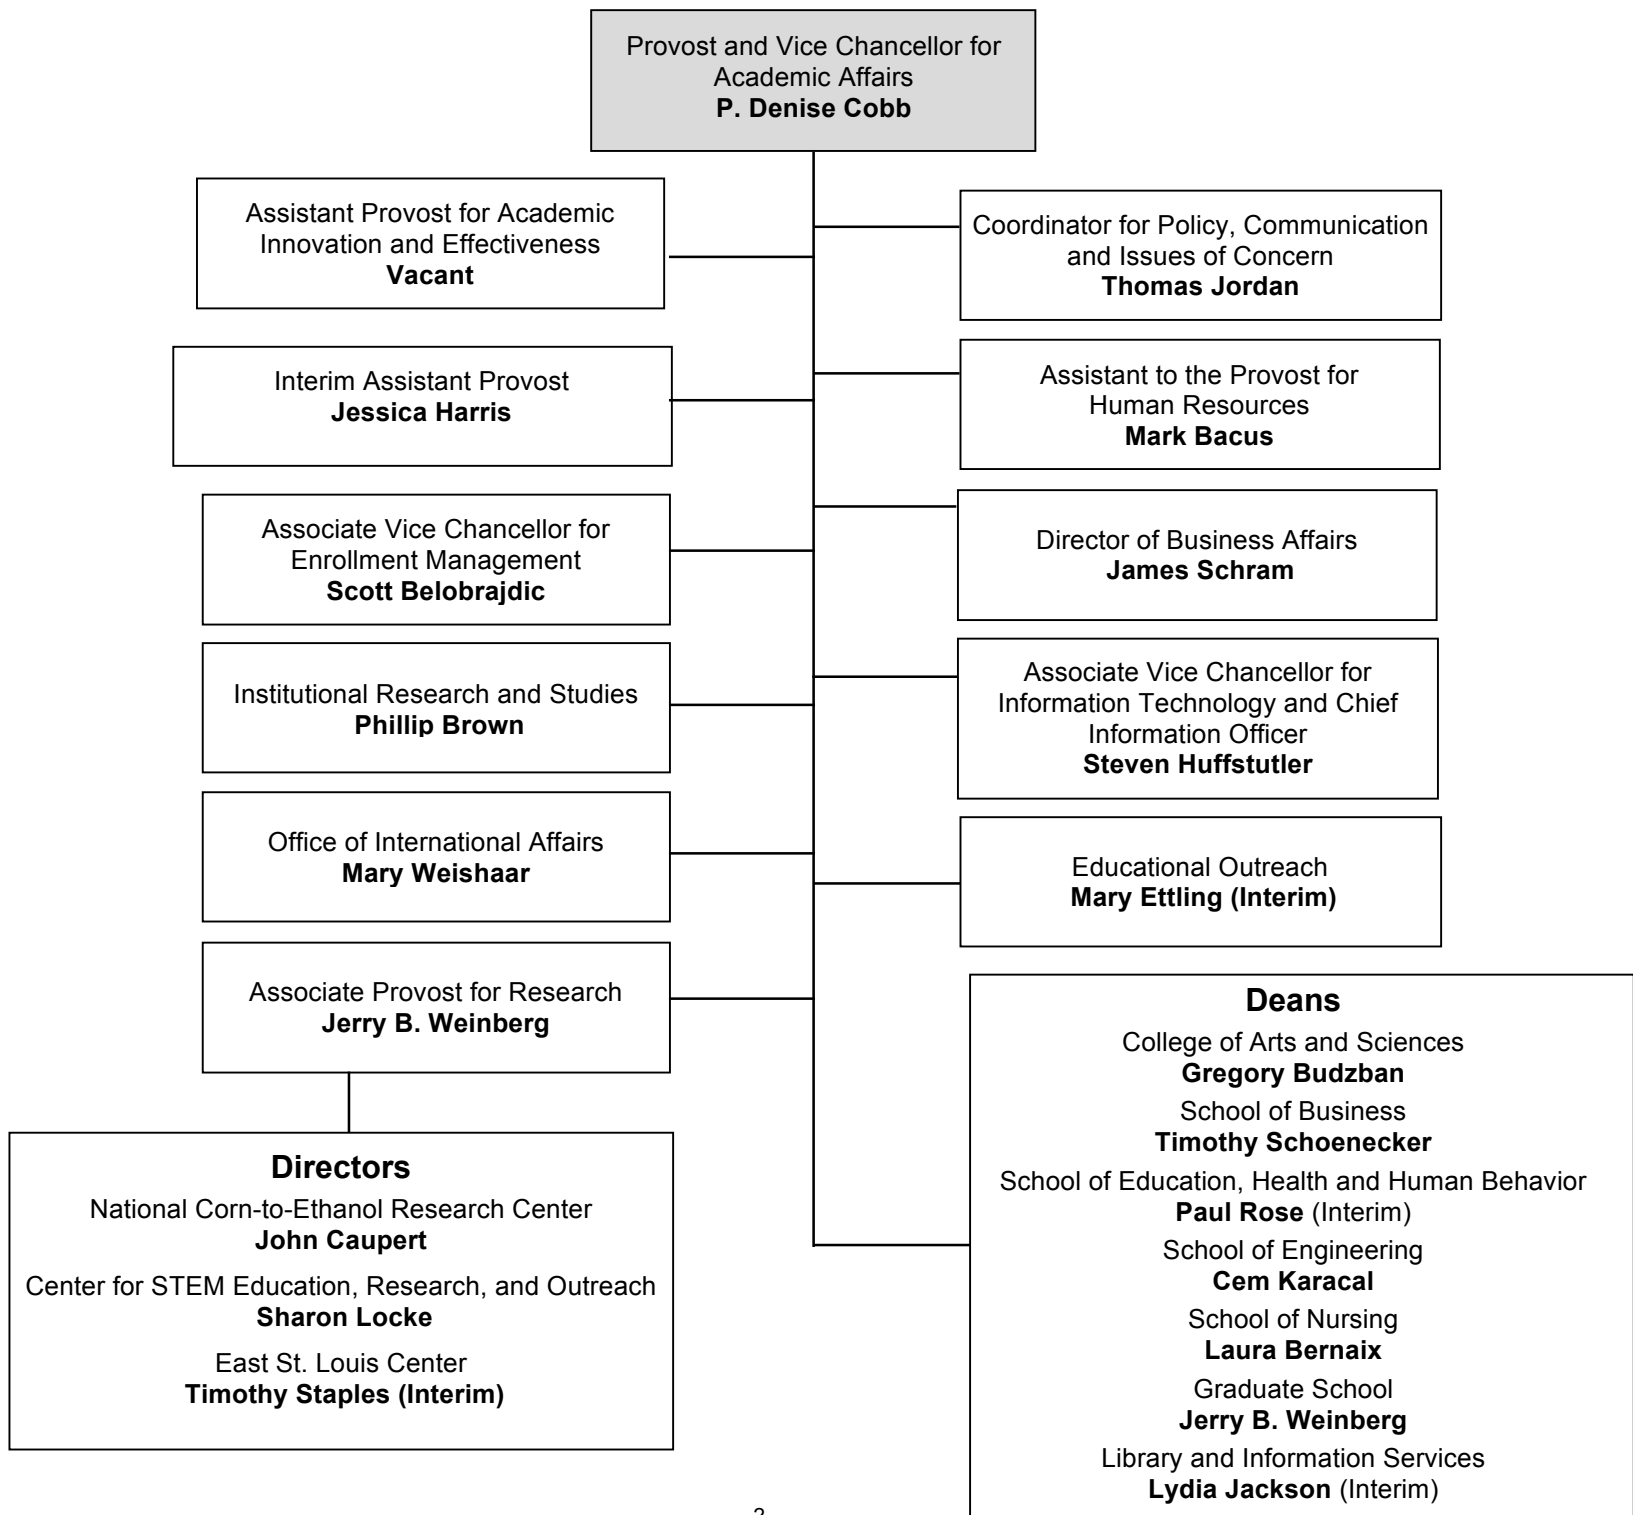 Provost and Vice Chancellor for
Academic Affairs
P. Denise Cobb
Assistant Provost for Academic
Innovation and Effectiveness
Vacant
Coordinator for Policy, Communication
and Issues of Concern
Thomas Jordan
Interim Assistant Provost
Jessica Harris
Assistant to the Provost for
Human Resources
Mark Bacus
Associate Vice Chancellor for
Enrollment Management
Scott Belobrajdic
Director of Business Affairs
James Schram
Institutional Research and Studies
Phillip Brown
Associate Vice Chancellor for
Information Technology and Chief
Information Officer
Steven Huffstutler
Office of International Affairs
Mary Weishaar
Educational Outreach
Mary Ettling (Interim)
Associate Provost for Research
Jerry B. Weinberg
Directors
National Corn-to-Ethanol Research Center
John Caupert
Center for STEM Education, Research, and Outreach
Sharon Locke
East St. Louis Center
Timothy Staples (Interim)
Deans
College of Arts and Sciences
Gregory Budzban
School of Business
Timothy Schoenecker
School of Education, Health and Human Behavior
Paul Rose (Interim)
School of Engineering
Cem Karacal
School of Nursing
Laura Bernaix
Graduate School
Jerry B. Weinberg
Library and Information Services
Lydia Jackson (Interim)